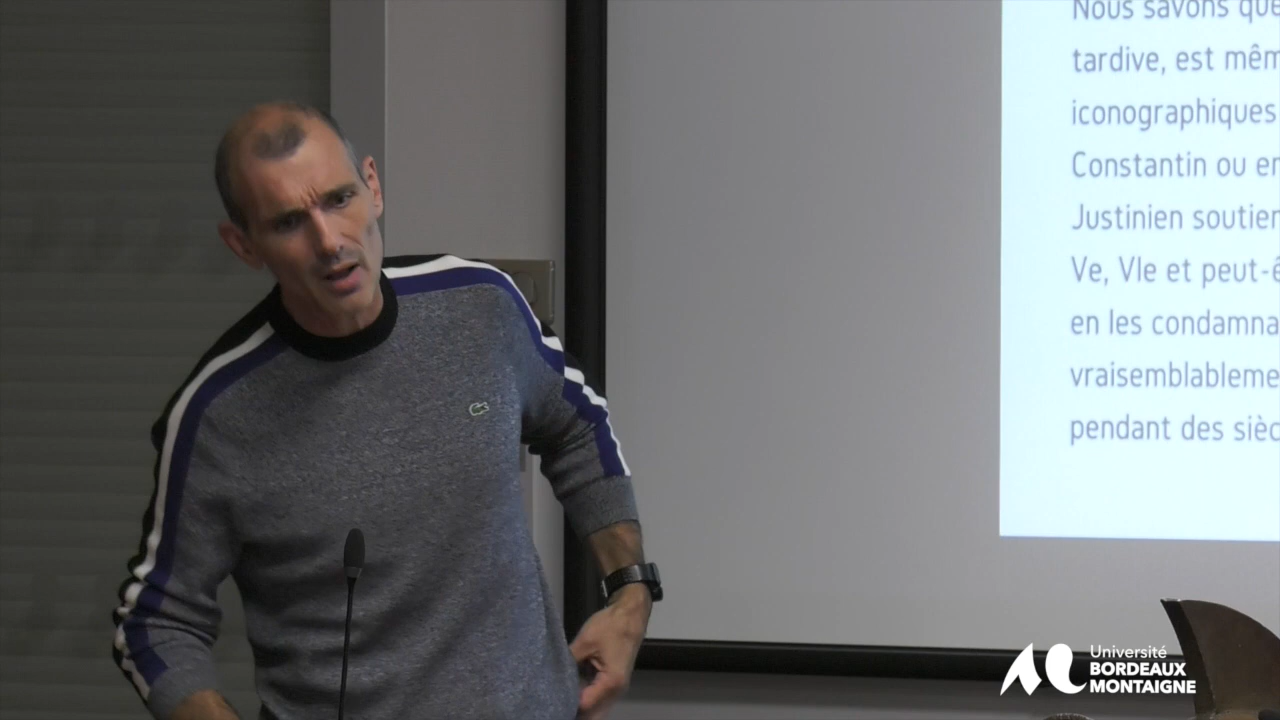 Nous savons que
tardive, est mêm
iconographiques
Constantin ou en
Justinien soutien
Ve, VIe et peut-ê
en les condamna
vraisemblableme
pendant des sièc
Université
BORDEAUX
MONTAIGNE